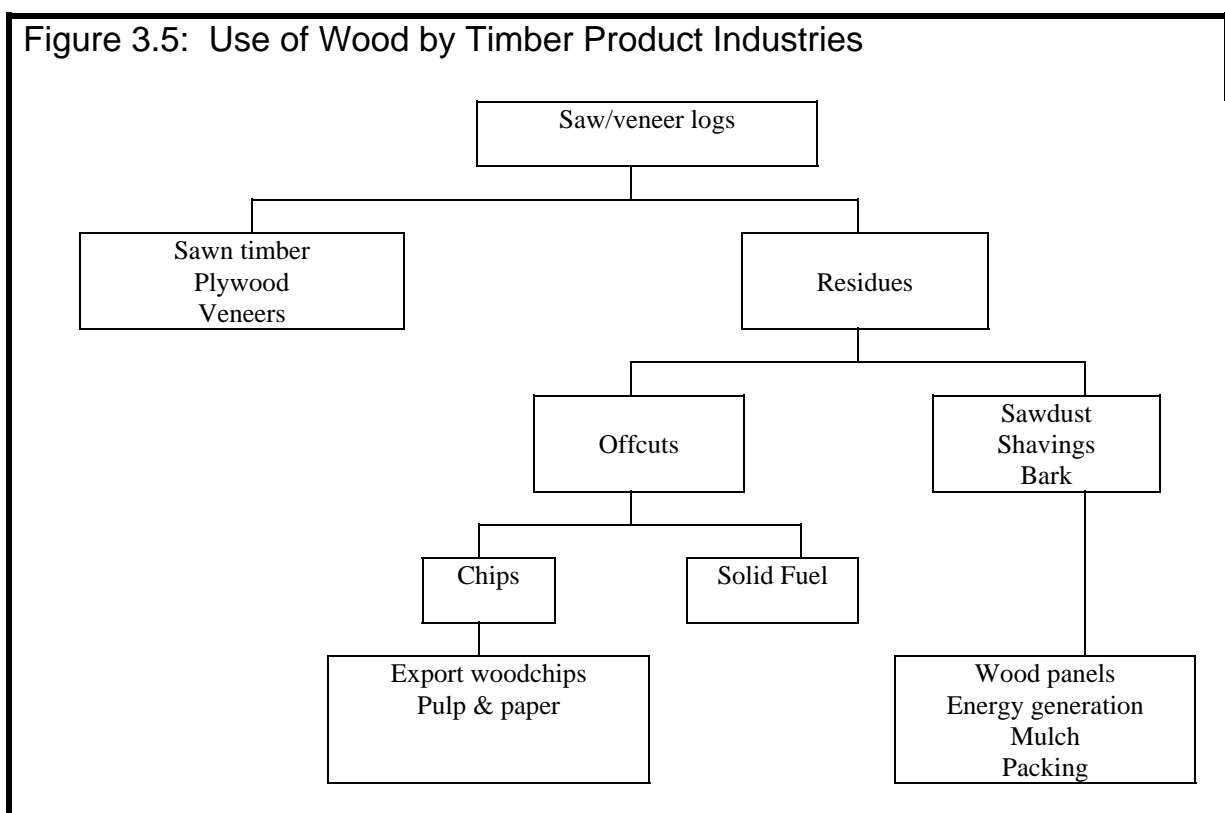 Figure 3.5: Use of Wood by Timber Product Industries
Saw/veneer logs
Sawn timber
Plywood
Veneers
Residues
Offcuts
Sawdust
Shavings
Bark
Chips
Solid Fuel
Export woodchips
Pulp & paper
Wood panels
Energy generation
Mulch
Packing